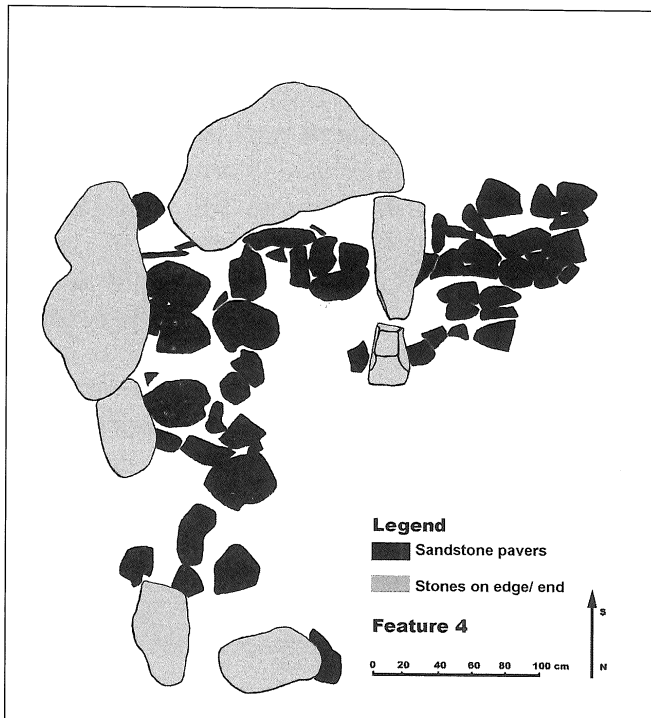 Legend
Sandstone pavers
Stones on edge/ end
Feature 4
S
N
0 20 40 60 80 100 cm